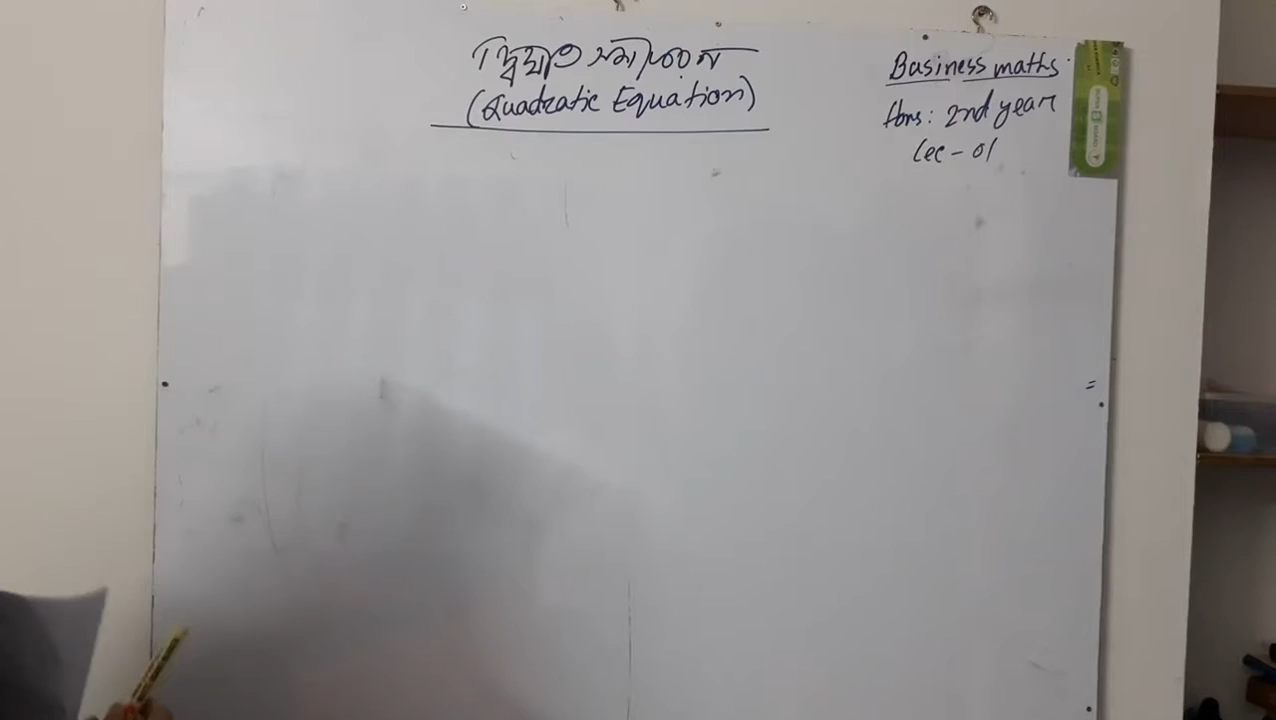 দ্বিঘাত সমীকরণ
(Quadratic Equation)
Business maths
Hons: 2nd year
Lec - 01
=